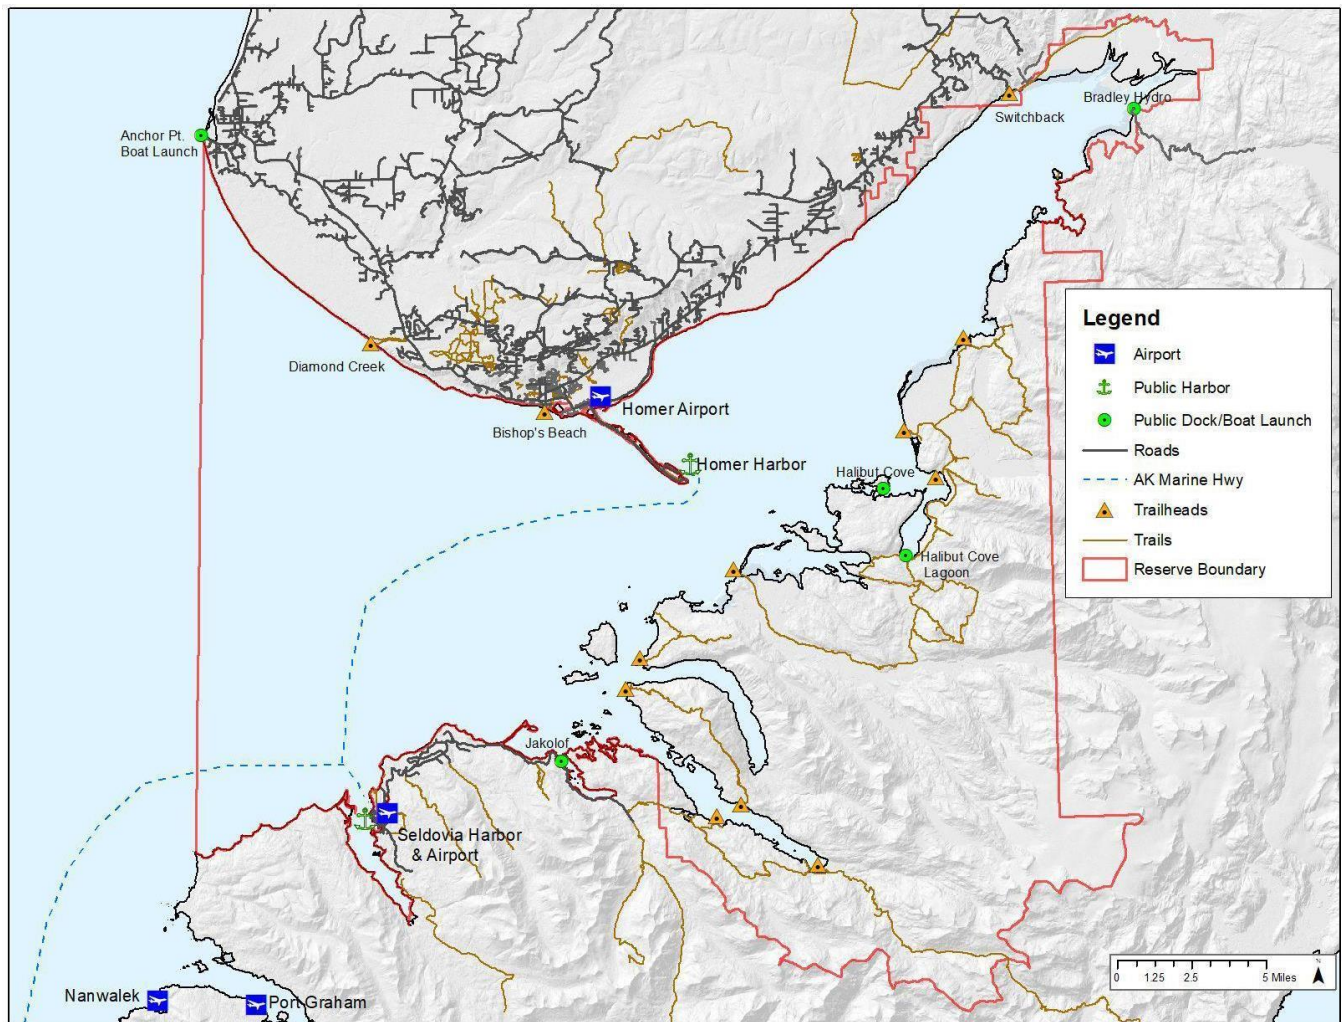 Bradley Hydro
Switchback
Anchor Pt.
Boat Launch
Diamond Creek
Bishop's Beach
Homer Airport
Homer Harbor
Halibut Cove
Halibut Cove
Lagoon
Jakolof
Seldovia Harbor
& Airport
Nanwalek
Port Graham
Legend
Airport
Public Harbor
Public Dock/Boat Launch
Roads
AK Marine Hwy
Trailheads
Trails
Reserve Boundary
N
0 1.25 2.5 5 Miles